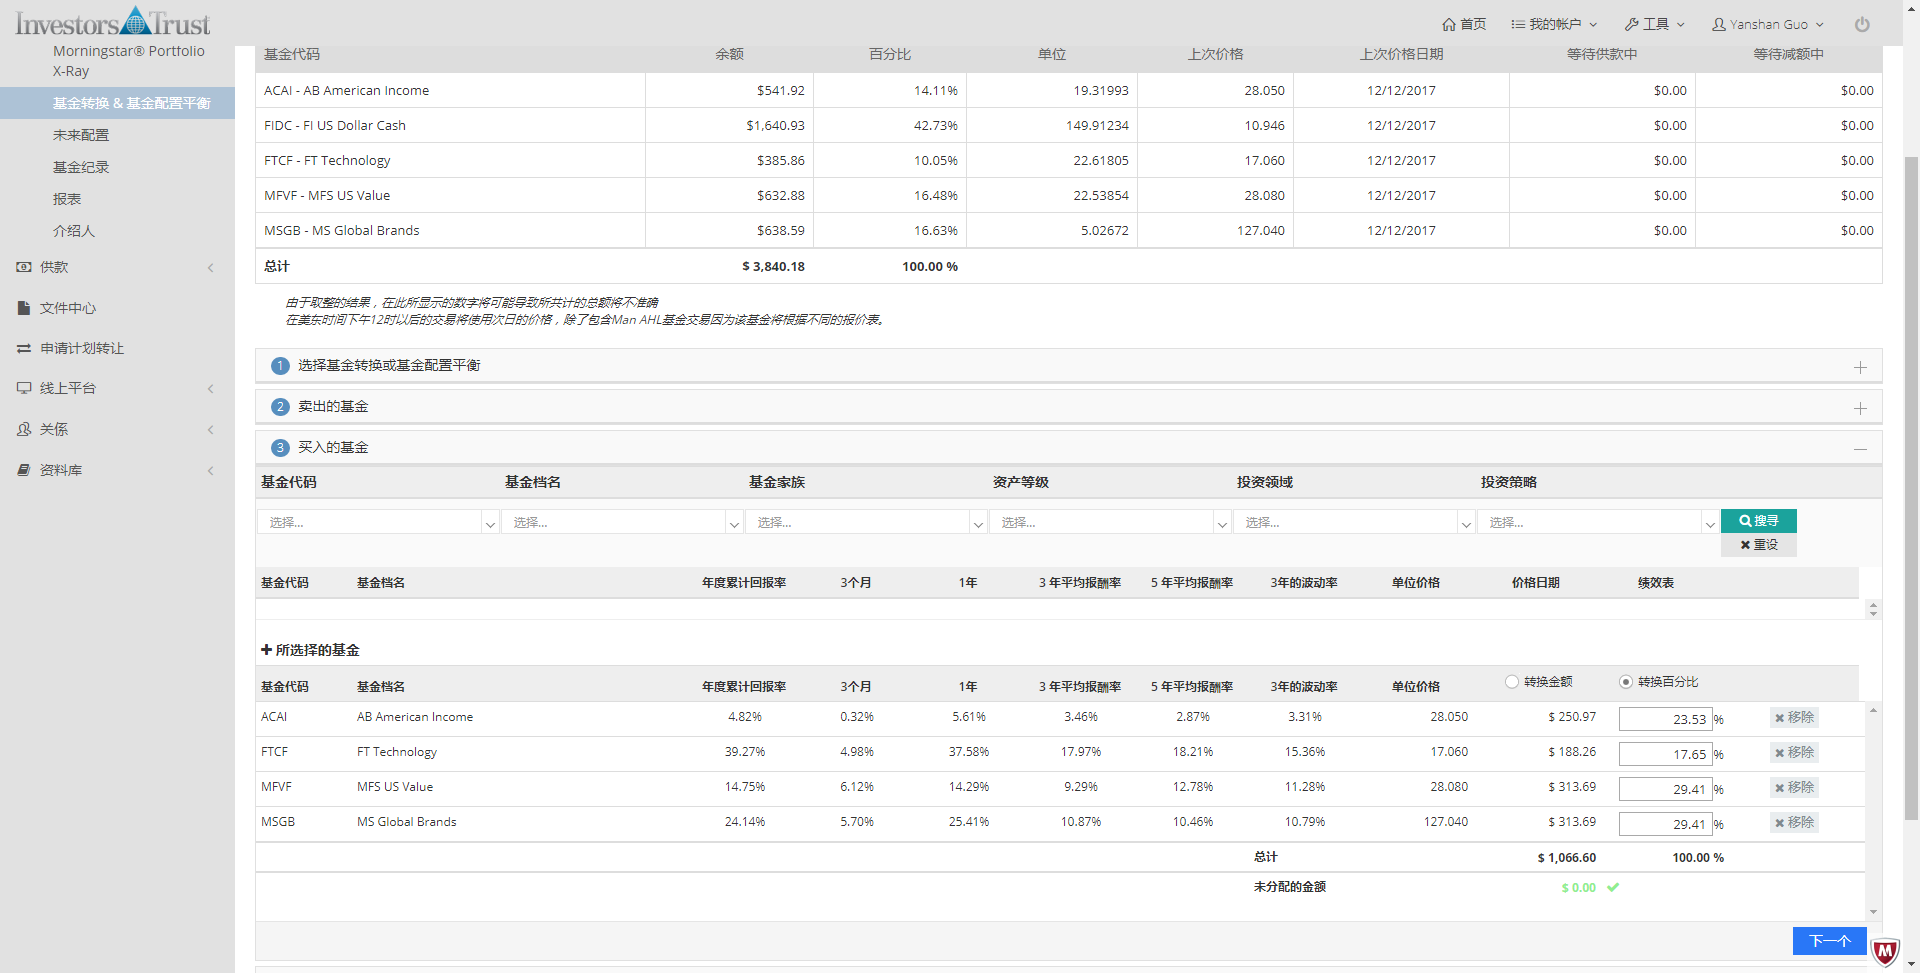 Investors Trust
首页
我的帐户
工具
Yanshan Guo
Morningstar® Portfolio
X-Ray
基金转换 & 基金配置平衡
未来配置
基金纪录
报表
介绍人
供款
文件中心
申请计划转让
线上平台
关係
资料库
基金代码 余额 百分比 单位 上次价格 上次价格日期 等待供款中 等待减额中
ACAI - AB American Income $541.92 14.11% 19.31993 28.050 12/12/2017 $0.00 $0.00
FIDC - FI US Dollar Cash $1,640.93 42.73% 149.91234 10.946 12/12/2017 $0.00 $0.00
FTCF - FT Technology $385.86 10.05% 22.61805 17.060 12/12/2017 $0.00 $0.00
MFVF - MFS US Value $632.88 16.48% 22.53854 28.080 12/12/2017 $0.00 $0.00
MSGB - MS Global Brands $638.59 16.63% 5.02672 127.040 12/12/2017 $0.00 $0.00
总计 $ 3,840.18 100.00 %
由于取整的结果，在此所显示的数字将可能导致所共计的总额将不准确
在美东时间下午12时以后的交易将使用次日的价格，除了包含Man AHL基金交易因为该基金将根据不同的报价表。
1 选择基金转换或基金配置平衡
2 卖出的基金
3 买入的基金
基金代码 基金档名 基金家族 资产等级 投资领域 投资策略
选择... 选择... 选择... 选择... 选择... 选择... 搜寻
重设
基金代码 基金档名 年度累计回报率 3个月 1年 3 年平均报酬率 5 年平均报酬率 3年的波动率 单位价格 价格日期 绩效表
所选择的基金
基金代码 基金档名 年度累计回报率 3个月 1年 3 年平均报酬率 5 年平均报酬率 3年的波动率 单位价格 转换金额 转换百分比
ACAI AB American Income 4.82% 0.32% 5.61% 3.46% 2.87% 3.31% 28.050 $ 250.97 23.53 % 移除
FTCF FT Technology 39.27% 4.98% 37.58% 17.97% 18.21% 15.36% 17.060 $ 188.26 17.65 % 移除
MFVF MFS US Value 14.75% 6.12% 14.29% 9.29% 12.78% 11.28% 28.080 $ 313.69 29.41 % 移除
MSGB MS Global Brands 24.14% 5.70% 25.41% 10.87% 10.46% 10.79% 127.040 $ 313.69 29.41 % 移除
总计 $ 1,066.60 100.00 %
未分配的金额 $ 0.00
下一个